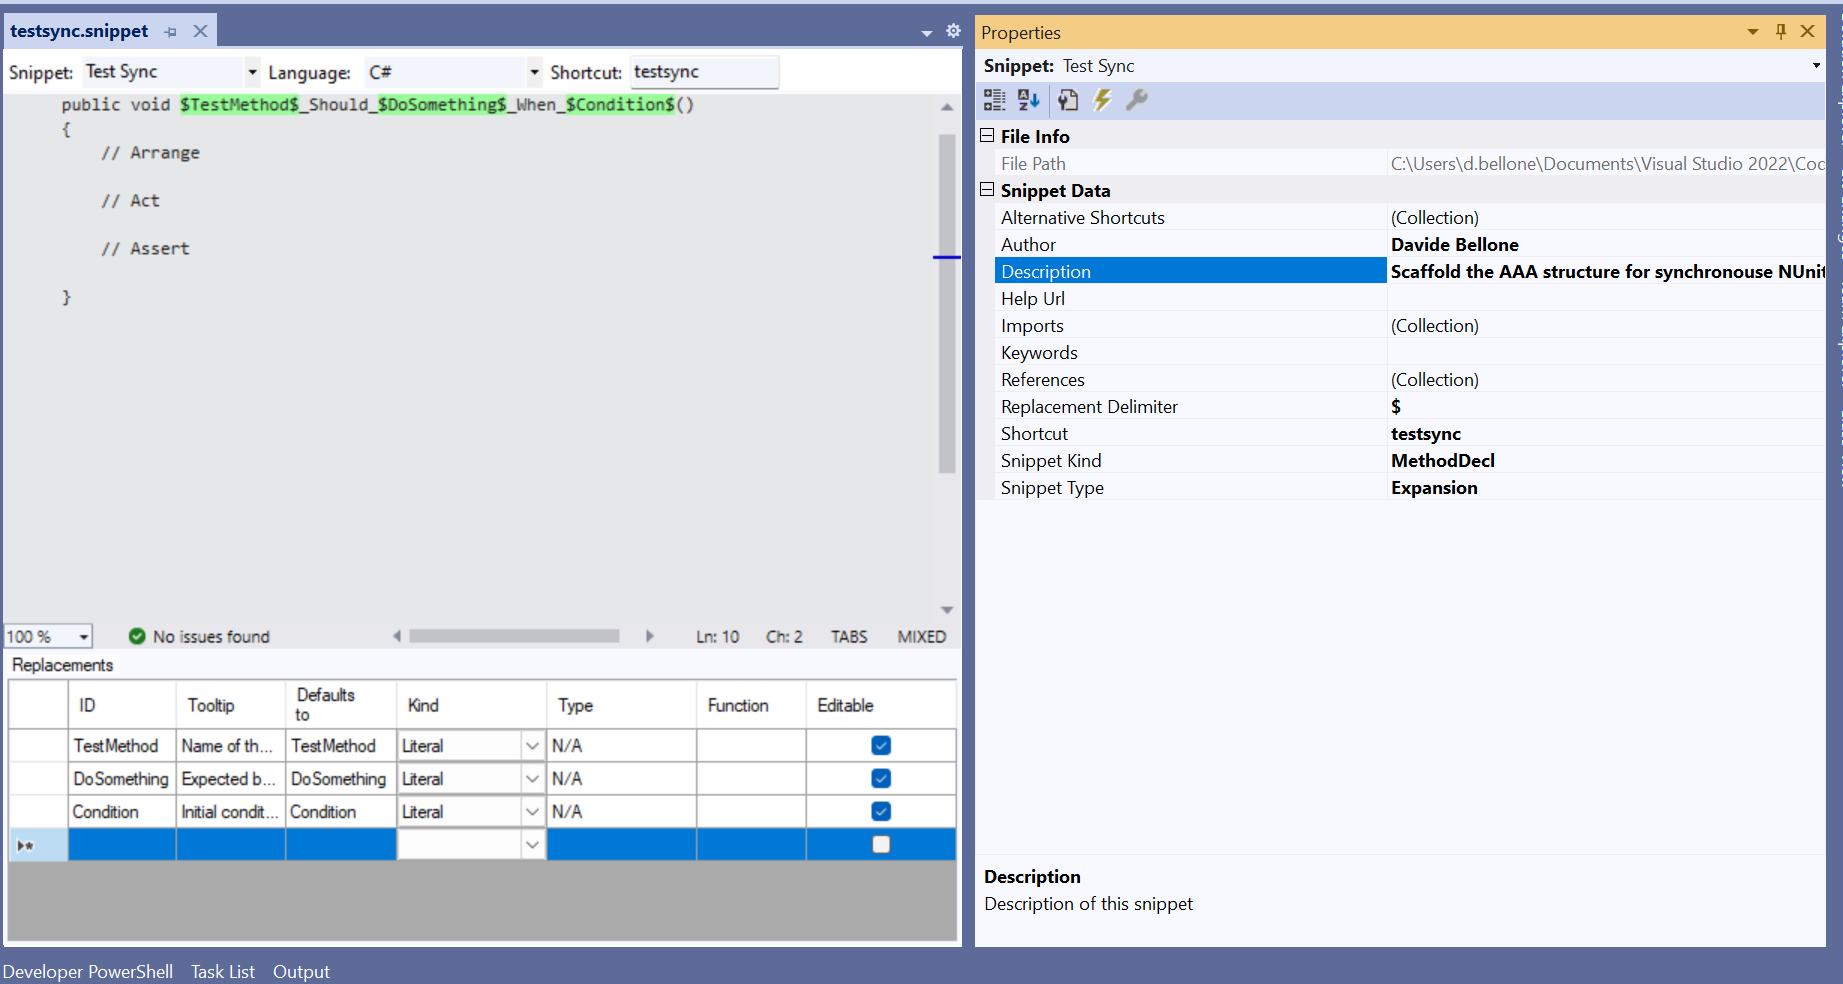 testsync.snippet
Snippet: Test Sync Language: C# Shortcut: testsync
public void $TestMethod$_Should_$DoSomething$_When_$Condition$()
{
// Arrange
// Act
// Assert
}
100 % No issues found Ln: 10 Ch: 2 TABS MIXED
Replacements
ID Tooltip Defaults to Kind Type Function Editable
TestMethod Name of th... TestMethod Literal N/A
DoSomething Expected b... DoSomething Literal N/A
Condition Initial condit... Condition Literal N/A
Developer PowerShell Task List Output
Properties
Snippet: Test Sync
File Info
File Path C:\Users\d.bellone\Documents\Visual Studio 2022\Coc
Snippet Data
Alternative Shortcuts (Collection)
Author Davide Bellone
Description Scaffold the AAA structure for synchronouse NUnit
Help Url
Imports (Collection)
Keywords
References (Collection)
Replacement Delimiter $
Shortcut testsync
Snippet Kind MethodDecl
Snippet Type Expansion
Description
Description of this snippet